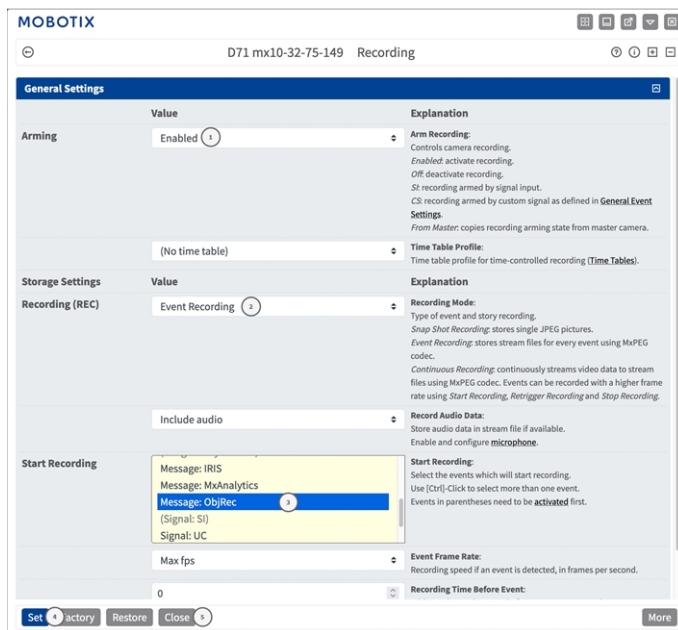 MOBOTIX
D71 mx10-32-75-149 Recording
General Settings
Value Explanation
Arming Enabled 1 Arm Recording:
Controls camera recording.
Enabled: activate recording.
Off: deactivate recording.
SI: recording armed by signal input.
CS: recording armed by custom signal as defined in General Event
Settings.
From Master: copies recording arming state from master camera.
(No time table) Time Table Profile:
Time table profile for time-controlled recording (Time Tables).
Storage Settings Value Explanation
Recording (REC) Event Recording 2 Recording Mode:
Type of event and story recording.
Snap Shot Recording: stores single JPEG pictures.
Event Recording: stores stream files for every event using MxPEG
codec.
Continuous Recording: continuously streams video data to stream
files using MxPEG codec. Events can be recorded with a higher frame
rate using Start Recording, Retrigger Recording and Stop Recording.
Include audio Record Audio Data:
Store audio data in stream file if available.
Enable and configure microphone.
Start Recording Start Recording:
Message: IRIS Select the events which will start recording.
Message: MxAnalytics Use [Ctrl]-Click to select more than one event.
Message: ObjRec 3 Events in parentheses need to be activated first.
(Signal: SI)
Signal: UC
Max fps Event Frame Rate:
Recording speed if an event is detected, in frames per second.
0 Recording Time Before Event:
Set 4 actory Restore Close 5 More